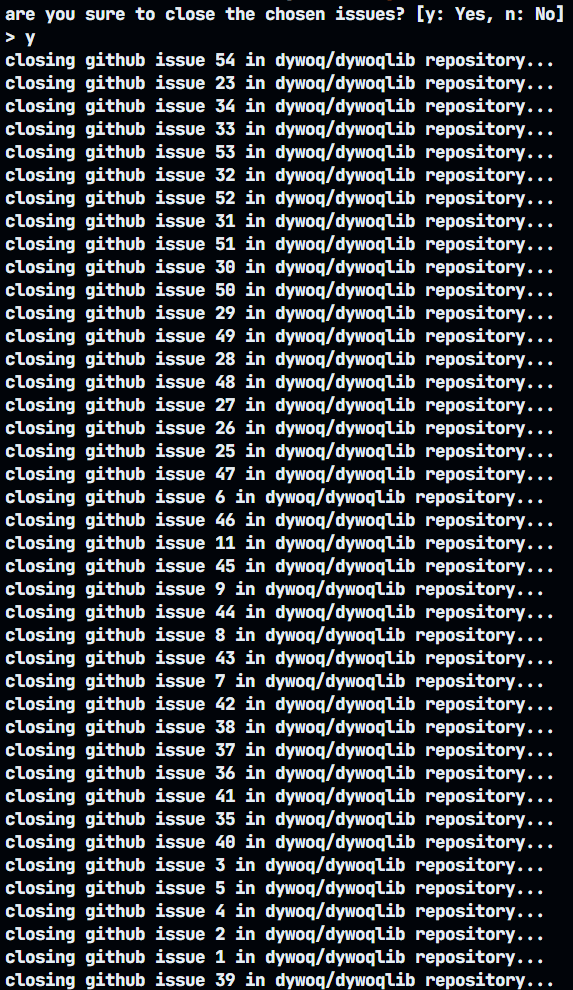 are you sure to close the chosen issues? [y: Yes, n: No]
> y
closing github issue 54 in dywoq/dywoqlib repository...
closing github issue 23 in dywoq/dywoqlib repository...
closing github issue 34 in dywoq/dywoqlib repository...
closing github issue 33 in dywoq/dywoqlib repository...
closing github issue 53 in dywoq/dywoqlib repository...
closing github issue 32 in dywoq/dywoqlib repository...
closing github issue 52 in dywoq/dywoqlib repository...
closing github issue 31 in dywoq/dywoqlib repository...
closing github issue 51 in dywoq/dywoqlib repository...
closing github issue 30 in dywoq/dywoqlib repository...
closing github issue 50 in dywoq/dywoqlib repository...
closing github issue 29 in dywoq/dywoqlib repository...
closing github issue 49 in dywoq/dywoqlib repository...
closing github issue 28 in dywoq/dywoqlib repository...
closing github issue 48 in dywoq/dywoqlib repository...
closing github issue 27 in dywoq/dywoqlib repository...
closing github issue 26 in dywoq/dywoqlib repository...
closing github issue 25 in dywoq/dywoqlib repository...
closing github issue 47 in dywoq/dywoqlib repository...
closing github issue 6 in dywoq/dywoqlib repository...
closing github issue 46 in dywoq/dywoqlib repository...
closing github issue 11 in dywoq/dywoqlib repository...
closing github issue 45 in dywoq/dywoqlib repository...
closing github issue 9 in dywoq/dywoqlib repository...
closing github issue 44 in dywoq/dywoqlib repository...
closing github issue 8 in dywoq/dywoqlib repository...
closing github issue 43 in dywoq/dywoqlib repository...
closing github issue 7 in dywoq/dywoqlib repository...
closing github issue 42 in dywoq/dywoqlib repository...
closing github issue 38 in dywoq/dywoqlib repository...
closing github issue 37 in dywoq/dywoqlib repository...
closing github issue 36 in dywoq/dywoqlib repository...
closing github issue 41 in dywoq/dywoqlib repository...
closing github issue 35 in dywoq/dywoqlib repository...
closing github issue 40 in dywoq/dywoqlib repository...
closing github issue 3 in dywoq/dywoqlib repository...
closing github issue 5 in dywoq/dywoqlib repository...
closing github issue 4 in dywoq/dywoqlib repository...
closing github issue 2 in dywoq/dywoqlib repository...
closing github issue 1 in dywoq/dywoqlib repository...
closing github issue 39 in dywoq/dywoqlib repository...